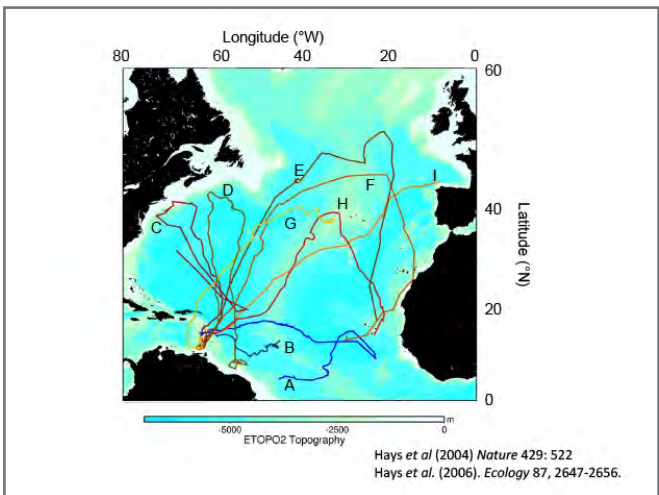 Longitude (°W)
80 60 40 20 0
60
E
I
D
F
H
G
C
40
Latitude (°N)
20
B
A
0
-5000 -2500 0 m
ETOPO2 Topography
Hays et al (2004) Nature 429: 522
Hays et al. (2006). Ecology 87, 2647-2656.